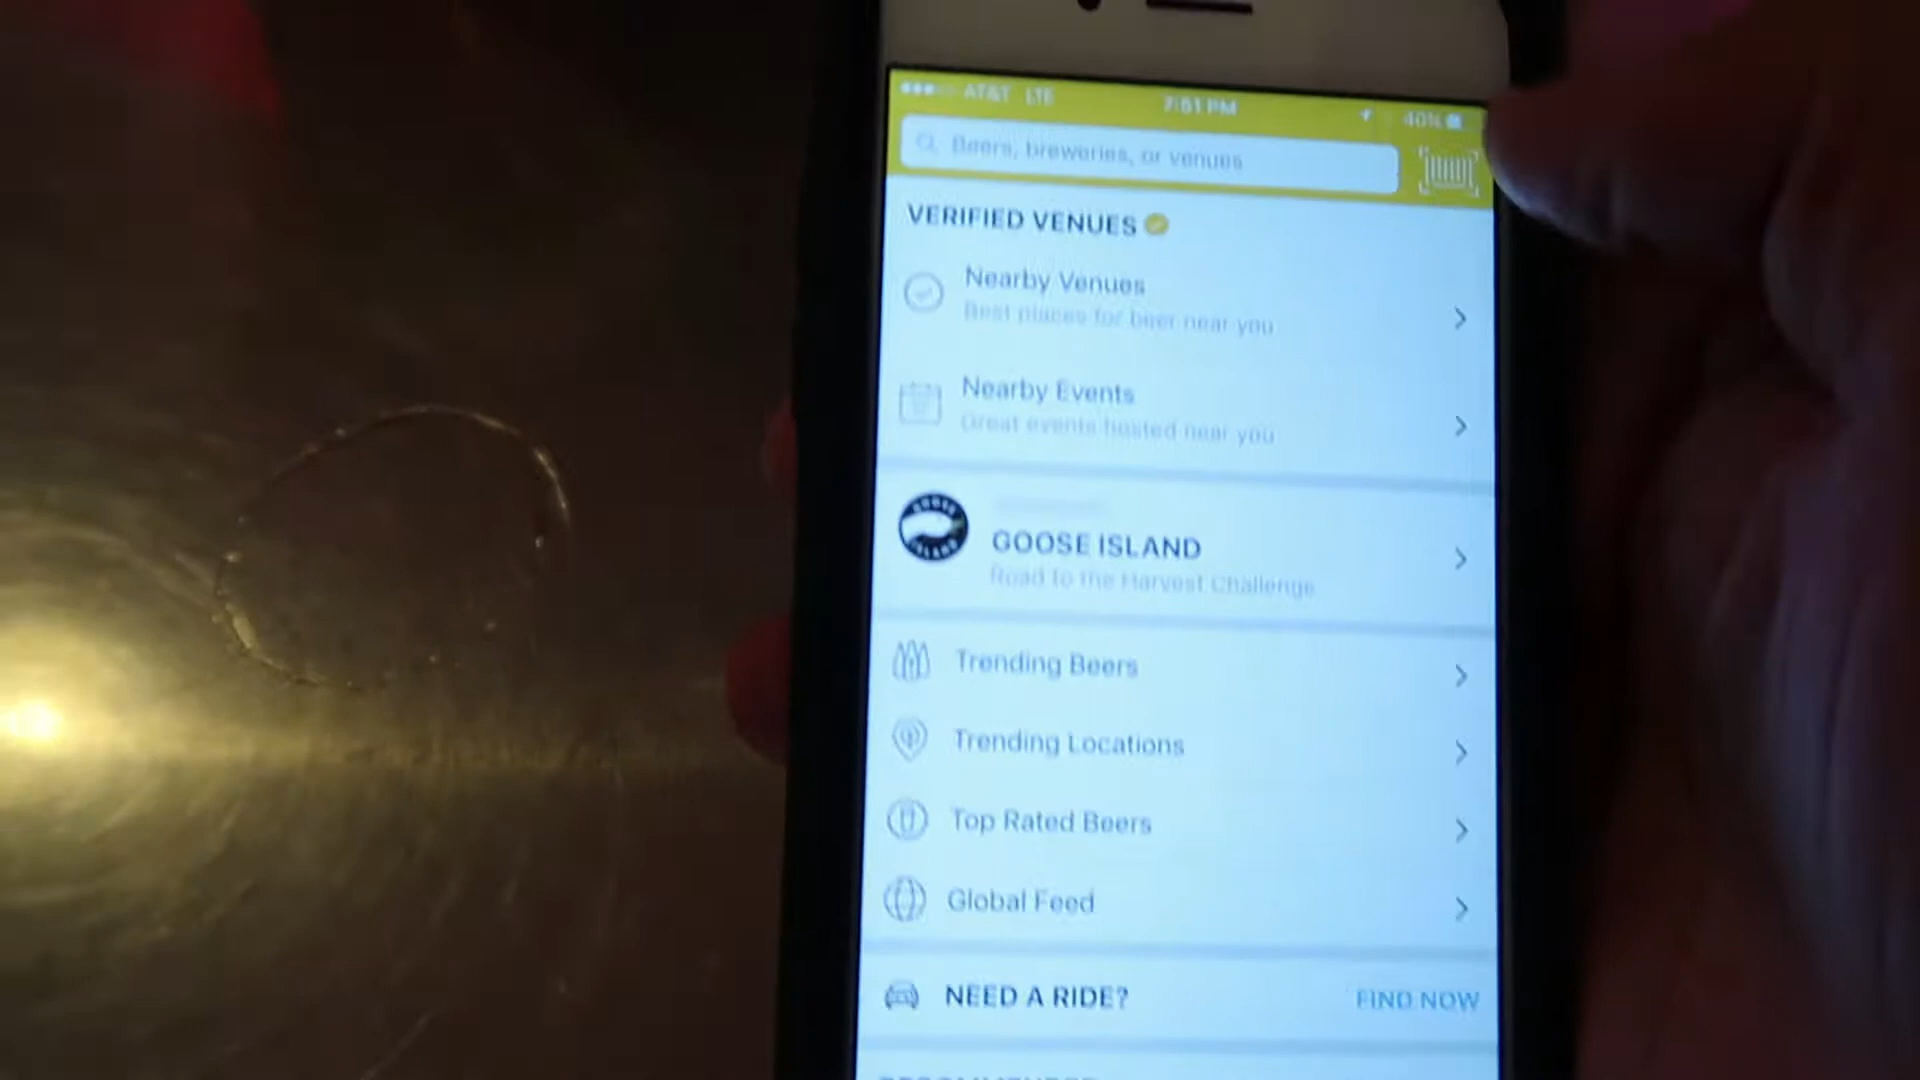 AT&T LTE 7:51 PM 40%
Beers, breweries, or venues
VERIFIED VENUES
Nearby Venues
Best places for beer near you
Nearby Events
Great events hosted near you
GOOSE ISLAND
GOOSE ISLAND
Road to the Harvest Challenge
Trending Beers
Trending Locations
Top Rated Beers
Global Feed
NEED A RIDE? FIND NOW